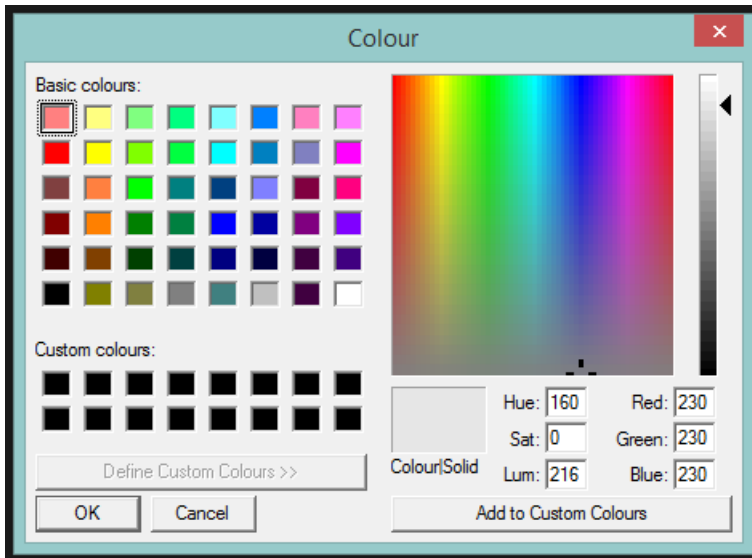 Colour
Basic colours:
Custom colours:
Define Custom Colours >>
OK Cancel
Hue: 160 Red: 230
Sat: 0 Green: 230
Colour|Solid Lum: 216 Blue: 230
Add to Custom Colours